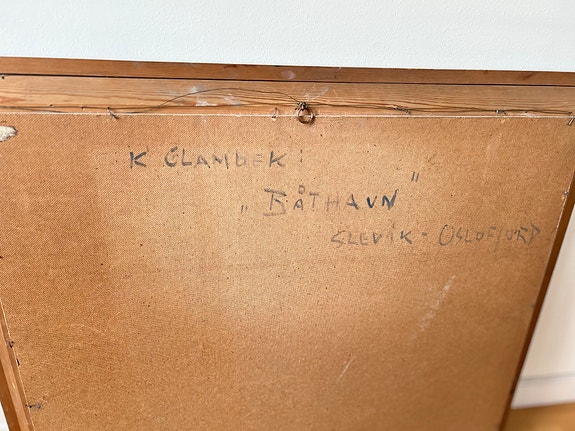 K GLAMBEK
„BÅTHAVN"
SLEVIK - OSLOFJORD